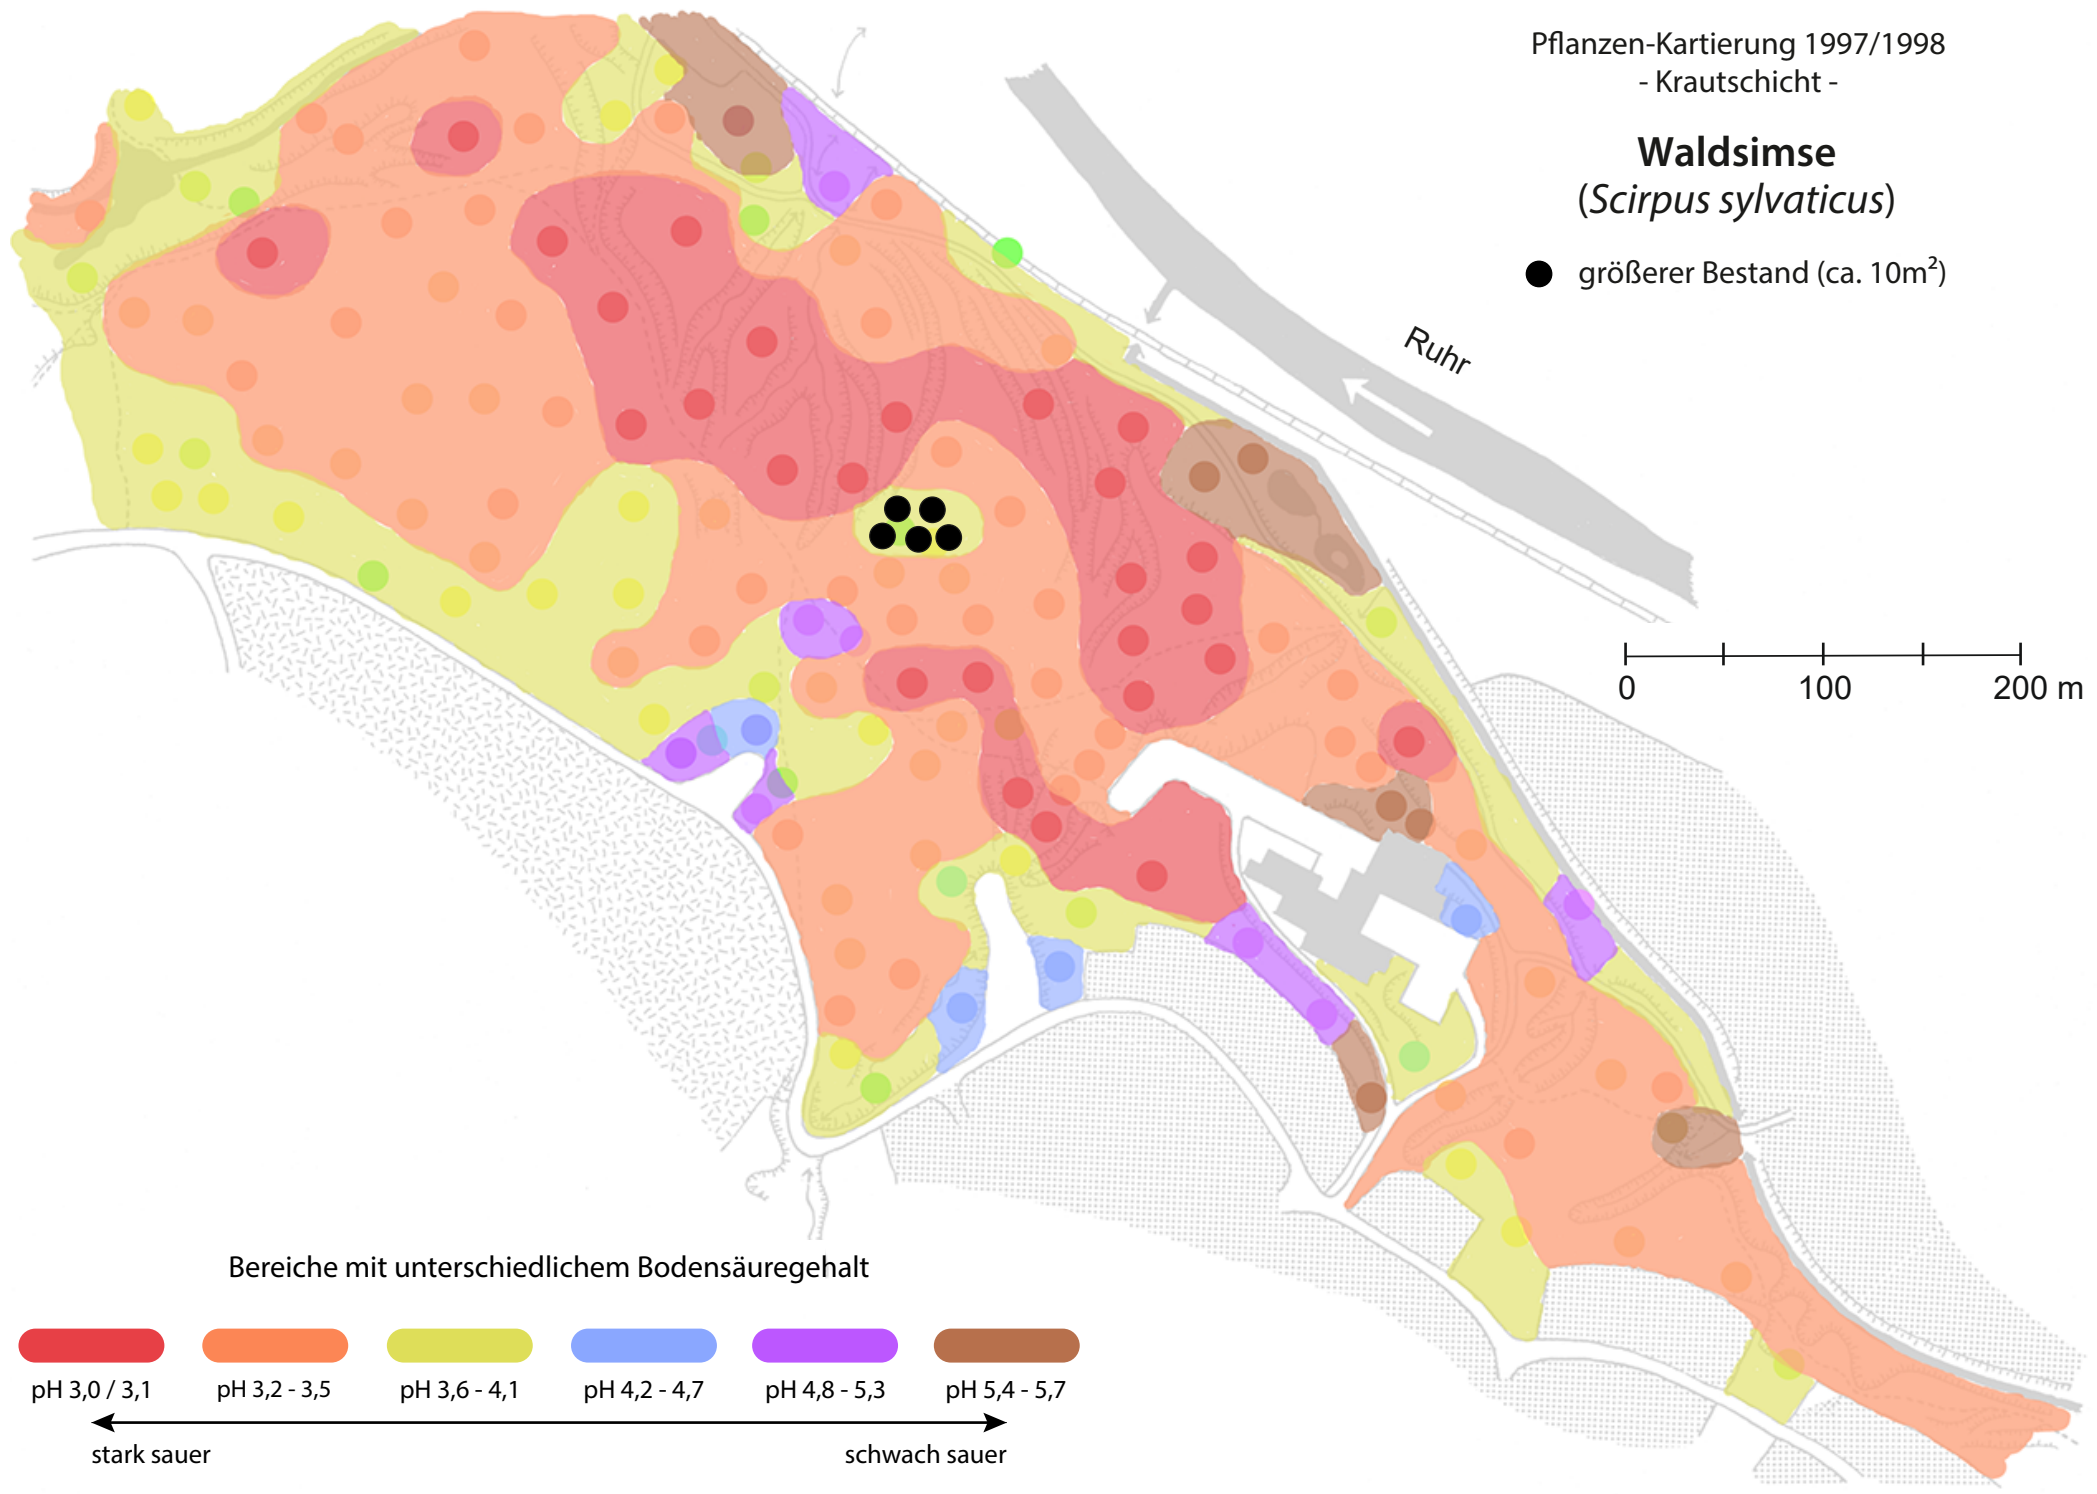 Pflanzen-Kartierung 1997/1998
- Krautschicht -
Waldsimse
(Scirpus sylvaticus)
größerer Bestand (ca. 10m²)
Ruhr
0 100 200 m
Bereiche mit unterschiedlichem Bodensäuregehalt
pH 3,0 / 3,1 pH 3,2 - 3,5 pH 3,6 - 4,1 pH 4,2 - 4,7 pH 4,8 - 5,3 pH 5,4 - 5,7
stark sauer schwach sauer